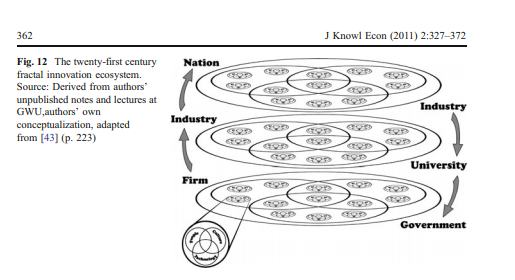 362
J Knowl Econ (2011) 2:327–372
Fig. 12 The twenty-first century
fractal innovation ecosystem.
Source: Derived from authors'
unpublished notes and lectures at
GWU,authors' own
conceptualization, adapted
from [43] (p. 223)
Nation
Industry
Industry
University
Firm
Government
Technology